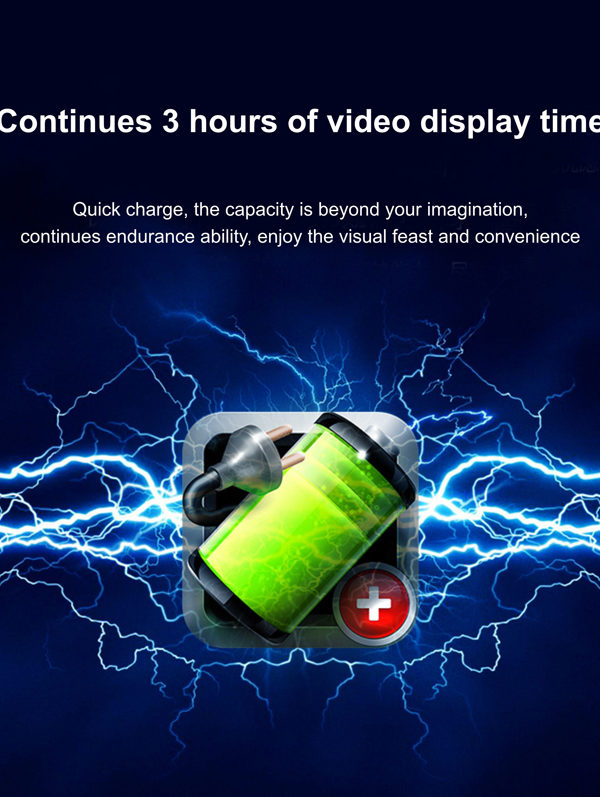 Continues 3 hours of video display time
Quick charge, the capacity is beyond your imagination,
continues endurance ability, enjoy the visual feast and convenience